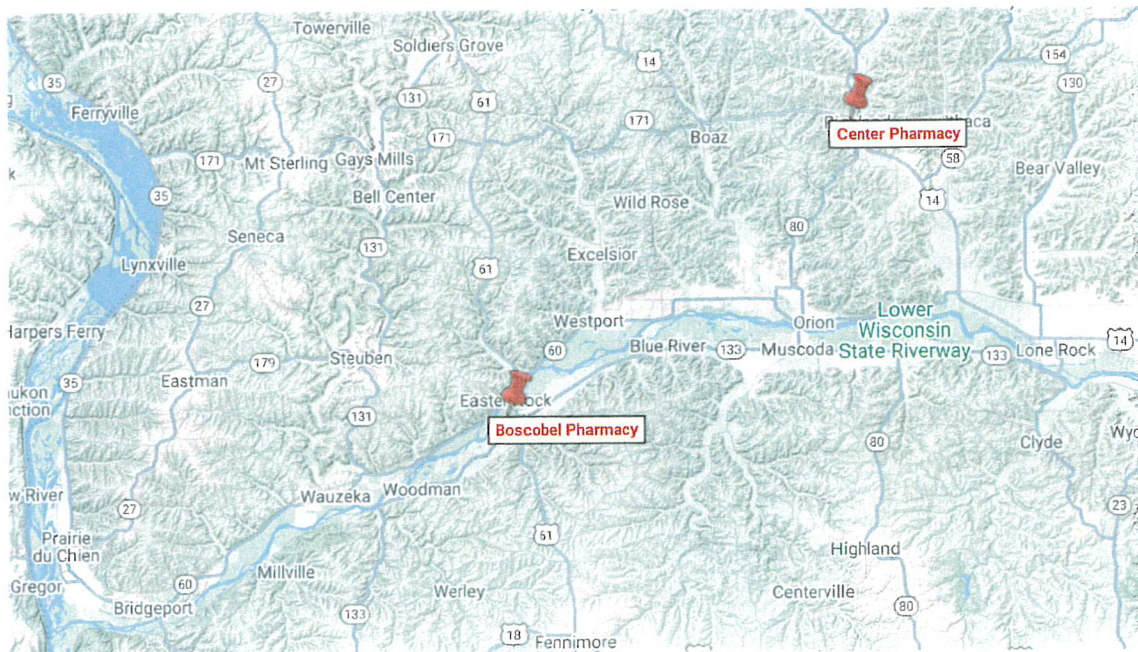 Towerville
Soldiers Grove
35
27
14
154
130
Ferryville
131
61
171
Boaz
Center Pharmacy
171
Mt Sterling
Gays Mills
171
58
Bear Valley
35
Bell Center
Wild Rose
14
Seneca
131
80
Excelsior
Lynxville
61
27
Westport
Orion
Lower
Wisconsin
State Riverway
Harpers Ferry
Steuben
60
Blue River
133
Muscoda
133
Lone Rock
14
179
Eastman
35
131
Boscobel Pharmacy
80
Clyde
Wauzeka
Woodman
27
23
Prairie
du Chien
61
Highland
60
Millville
Werley
Centerville
Gregor
Bridgeport
133
80
18
Fennimore